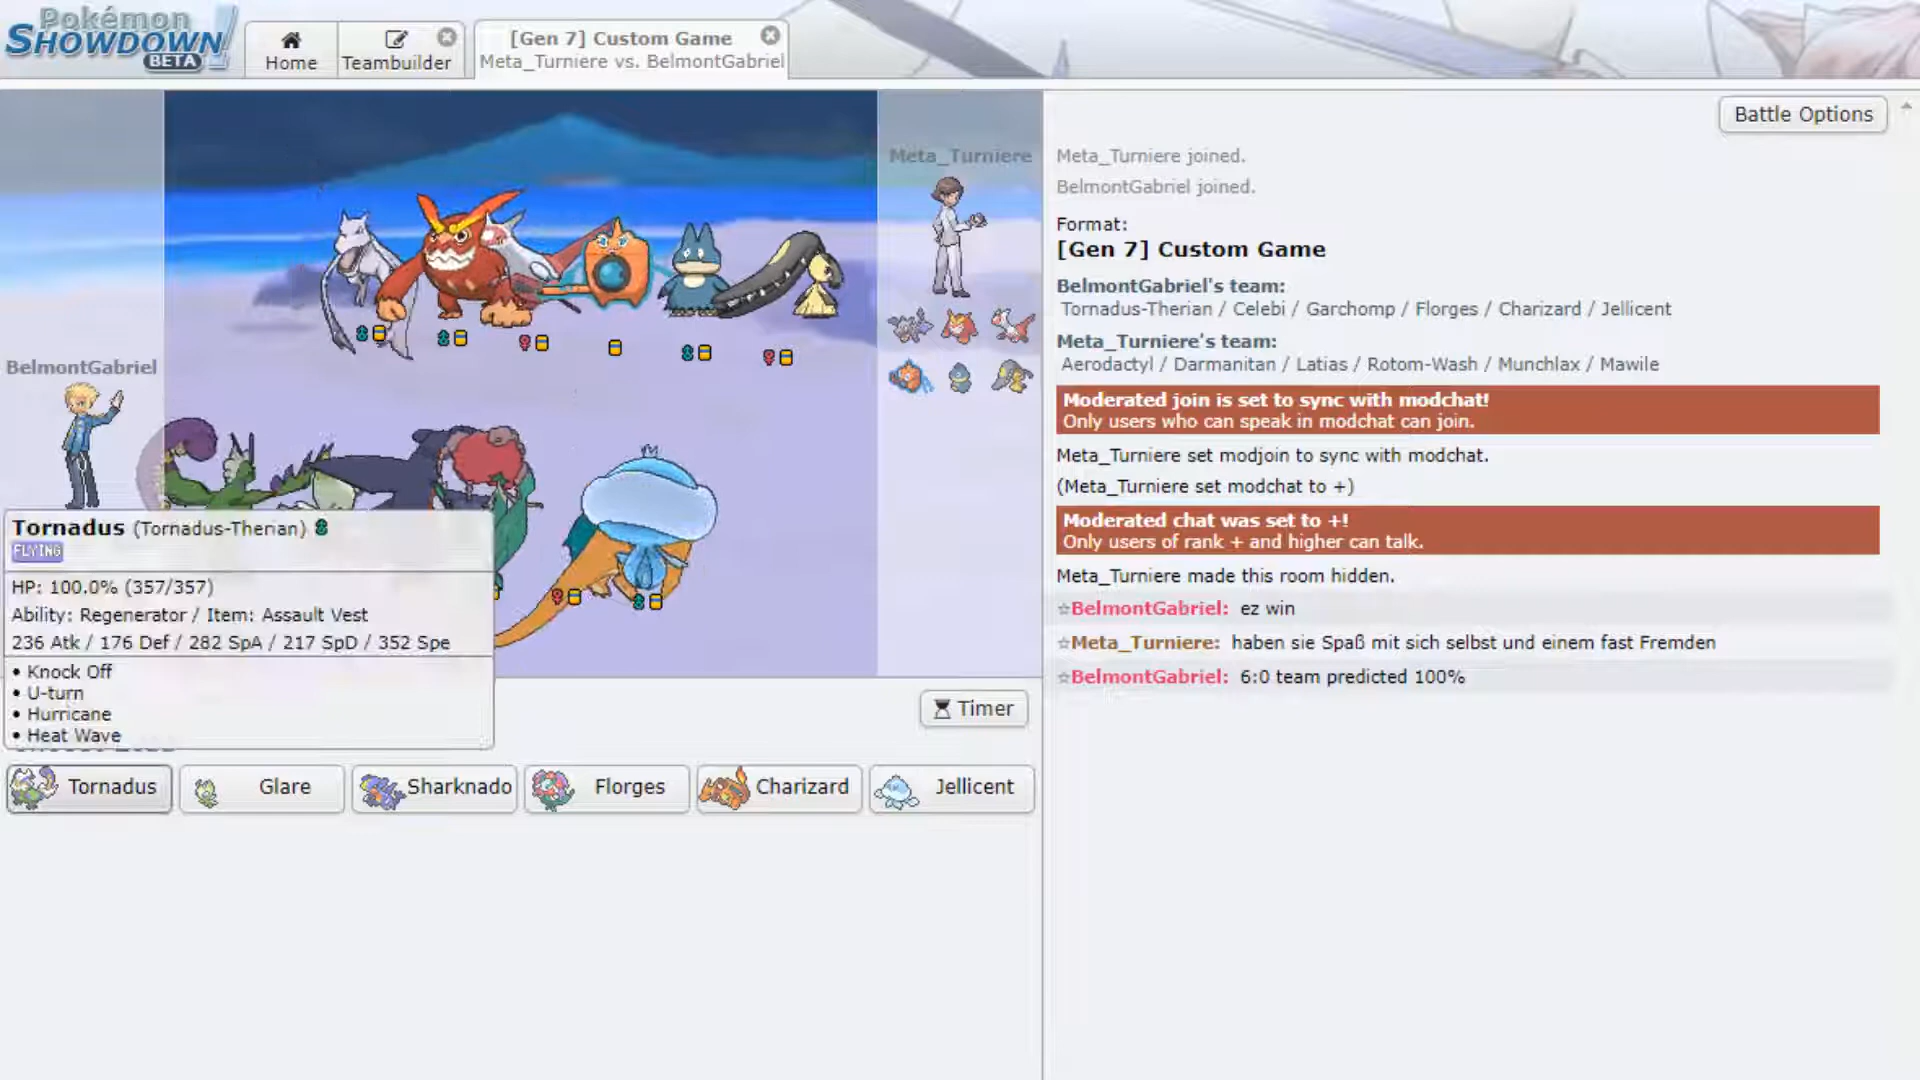 Pokémon
SHOWDOWN!
BETA
Home
Teambuilder
[Gen 7] Custom Game
Meta_Turniere vs. BelmontGabriel
Battle Options
Meta_Turniere
BelmontGabriel
Meta_Turniere joined.
BelmontGabriel joined.
Format:
[Gen 7] Custom Game
BelmontGabriel's team:
Tornadus-Therian / Celebi / Garchomp / Florges / Charizard / Jellicent
Meta_Turniere's team:
Aerodactyl / Darmanitan / Latias / Rotom-Wash / Munchlax / Mawile
Moderated join is set to sync with modchat!
Only users who can speak in modchat can join.
Meta_Turniere set modjoin to sync with modchat.
(Meta_Turniere set modchat to +)
Moderated chat was set to +!
Only users of rank + and higher can talk.
Meta_Turniere made this room hidden.
☆BelmontGabriel: ez win
☆Meta_Turniere: haben sie Spaß mit sich selbst und einem fast Fremden
☆BelmontGabriel: 6:0 team predicted 100%
Tornadus (Tornadus-Therian)
FLYING
HP: 100.0% (357/357)
Ability: Regenerator / Item: Assault Vest
236 Atk / 176 Def / 282 SpA / 217 SpD / 352 Spe
• Knock Off
• U-turn
• Hurricane
• Heat Wave
Timer
Tornadus
Glare
Sharknado
Florges
Charizard
Jellicent